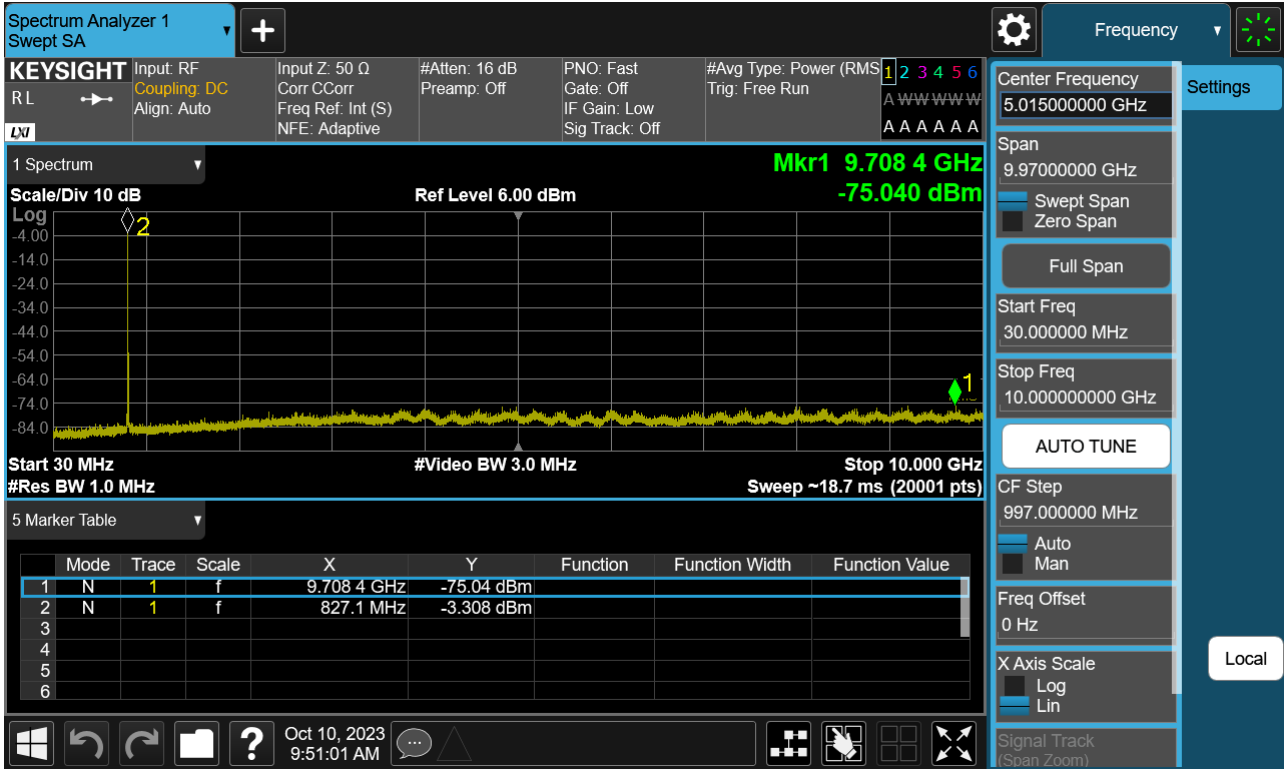 Spectrum Analyzer 1
Swept SA
Frequency
KEYSIGHT
R L
LXI
Input: RF
Coupling: DC
Align: Auto
Input Z: 50 Ω
Corr CCorr
Freq Ref: Int (S)
NFE: Adaptive
#Atten: 16 dB
Preamp: Off
PNO: Fast
Gate: Off
IF Gain: Low
Sig Track: Off
#Avg Type: Power (RMS
Trig: Free Run
1 2 3 4 5 6
A W W W W W
A A A A A A
1 Spectrum
Mkr1 9.708 4 GHz
Scale/Div 10 dB
Ref Level 6.00 dBm
-75.040 dBm
Log
2
-4.00
-14.0
-24.0
-34.0
-44.0
-54.0
-64.0
1
-74.0
-84.0
Start 30 MHz
#Video BW 3.0 MHz
Stop 10.000 GHz
#Res BW 1.0 MHz
Sweep ~18.7 ms (20001 pts)
5 Marker Table
Mode Trace Scale X Y Function Function Width Function Value
1 N 1 f 9.708 4 GHz -75.04 dBm
2 N 1 f 827.1 MHz -3.308 dBm
3
4
5
6
Oct 10, 2023
9:51:01 AM
Center Frequency
5.015000000 GHz
Span
9.97000000 GHz
Swept Span
Zero Span
Full Span
Start Freq
30.000000 MHz
Stop Freq
10.000000000 GHz
AUTO TUNE
CF Step
997.000000 MHz
Auto
Man
Freq Offset
0 Hz
X Axis Scale
Log
Lin
Signal Track
(Span Zoom)
Settings
Local